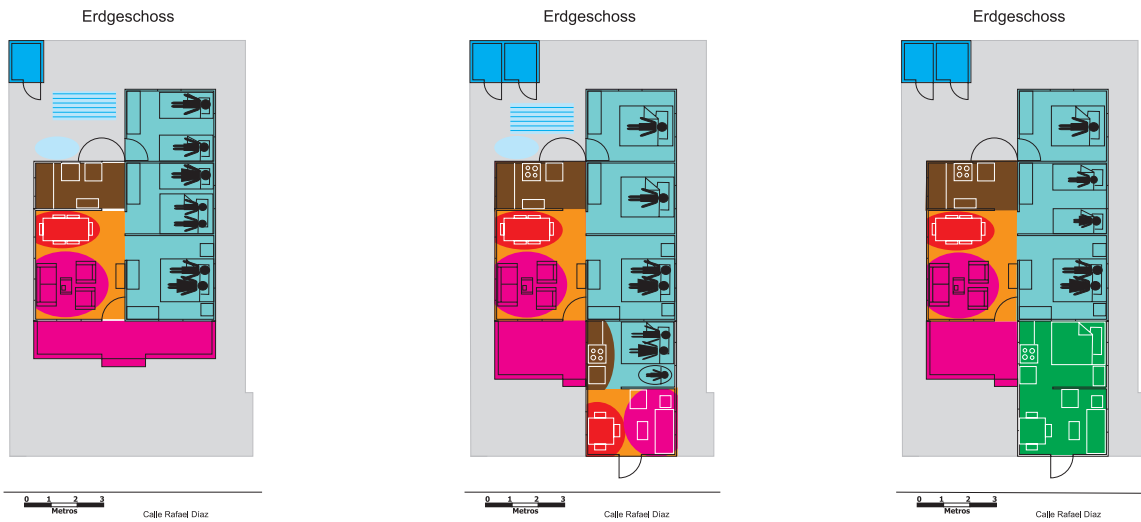 Erdgeschoss
Erdgeschoss
Erdgeschoss
0 1 2 3
Metros
Calle Rafael Díaz
0 1 2 3
Metros
Calle Rafael Díaz
0 1 2 3
Metros
Calle Rafael Díaz